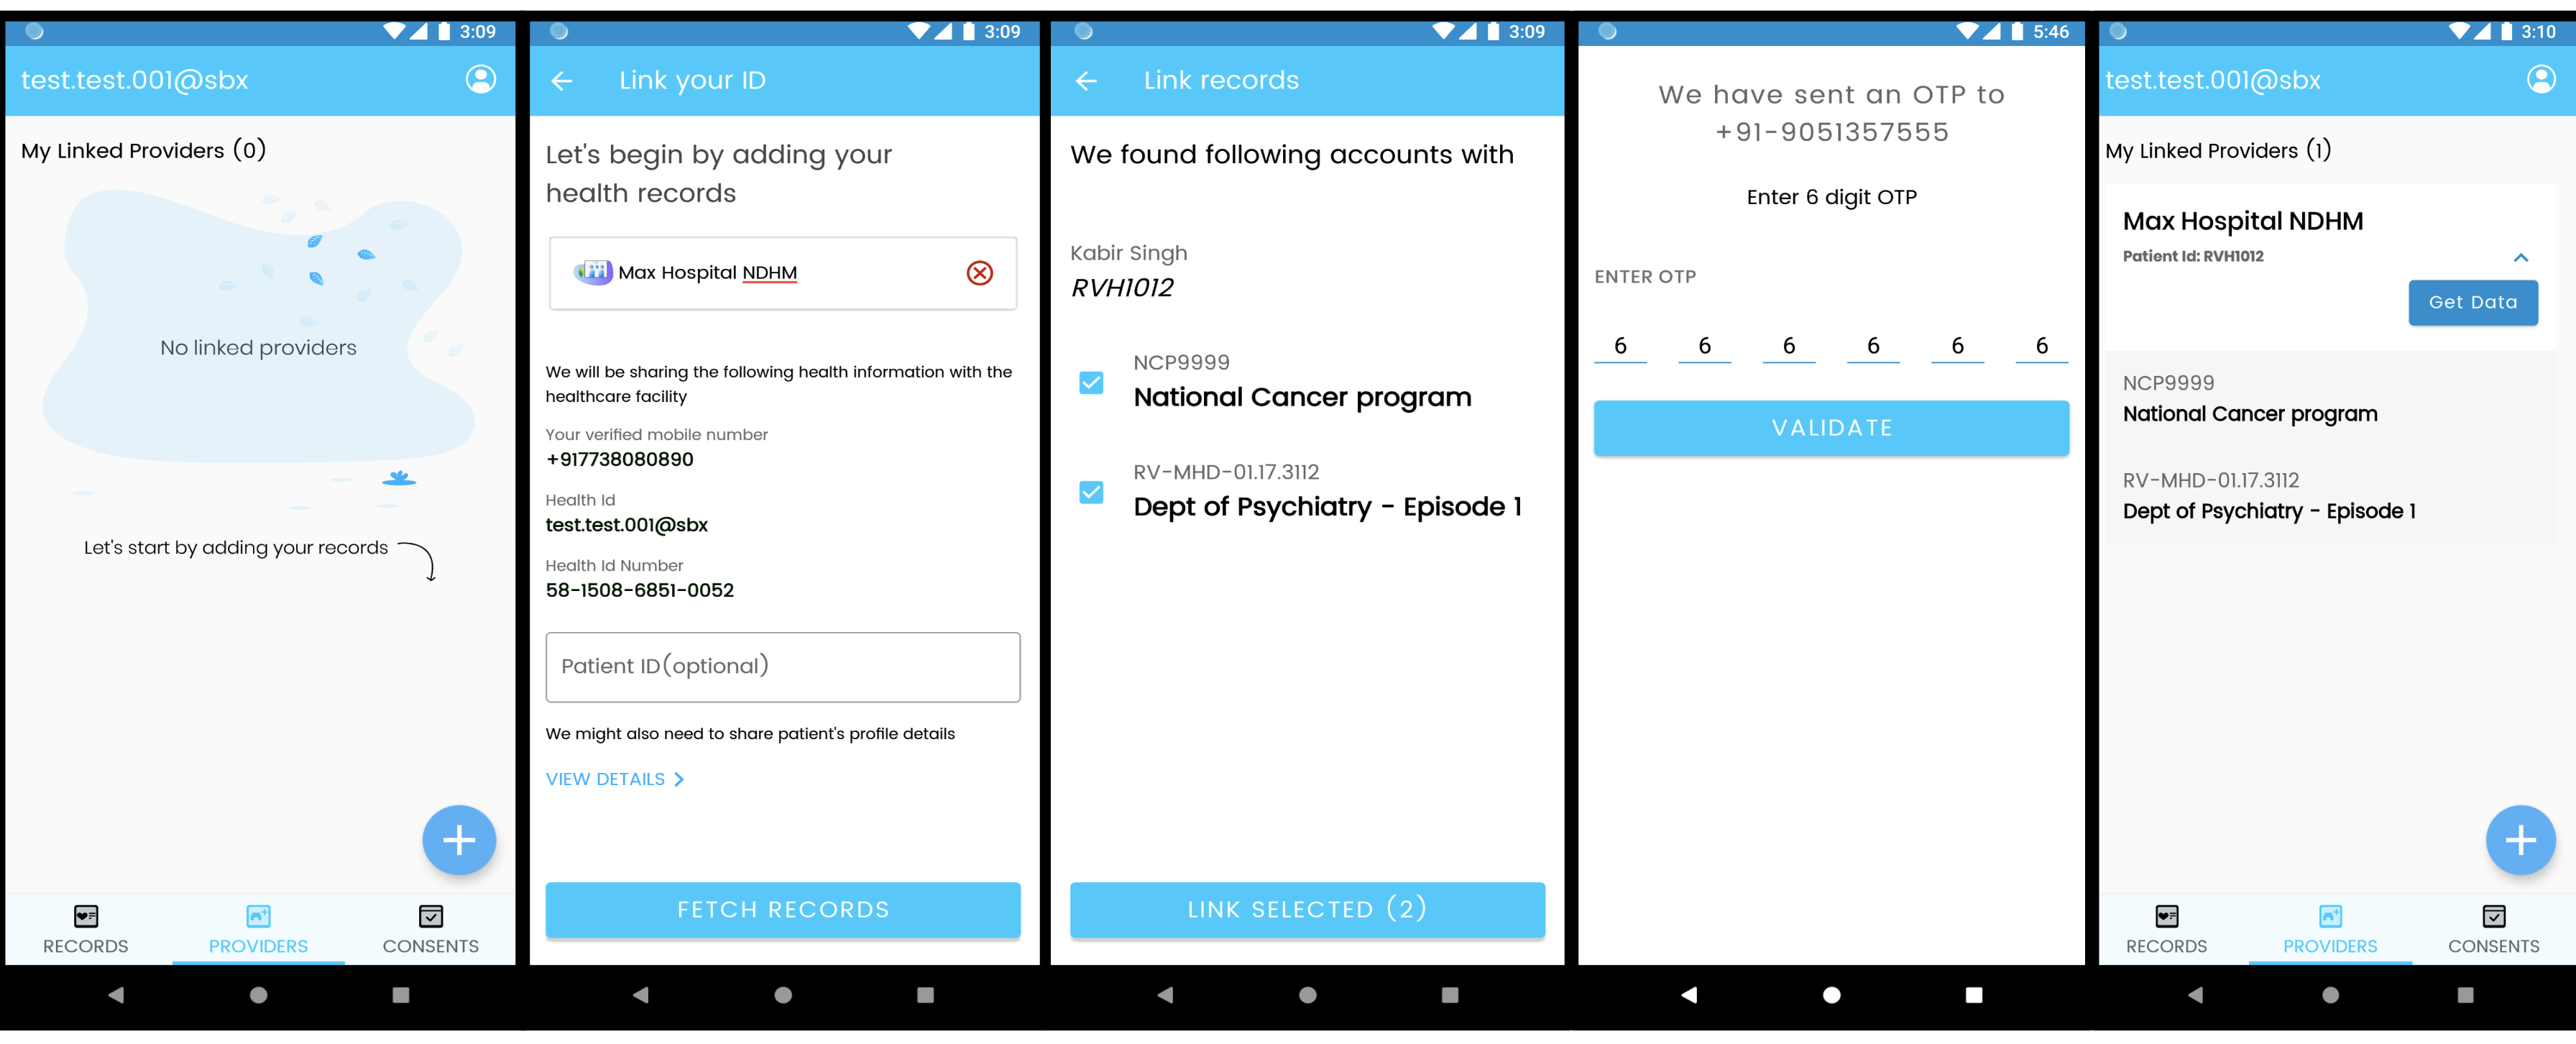 3:09
test.test.001@sbx
My Linked Providers (0)
No linked providers
Let's start by adding your records
RECORDS
PROVIDERS
CONSENTS
3:09
Link your ID
Let's begin by adding your
health records
Max Hospital NDHM
We will be sharing the following health information with the
healthcare facility
Your verified mobile number
+917738080890
Health Id
test.test.001@sbx
Health Id Number
58-1508-6851-0052
Patient ID(optional)
We might also need to share patient's profile details
VIEW DETAILS
FETCH RECORDS
3:09
Link records
We found following accounts with
Kabir Singh
RVH1012
NCP9999
National Cancer program
RV-MHD-01.17.3112
Dept of Psychiatry - Episode 1
LINK SELECTED (2)
5:46
We have sent an OTP to
+91-9051357555
Enter 6 digit OTP
ENTER OTP
6 6 6 6 6 6
VALIDATE
3:10
test.test.001@sbx
My Linked Providers (1)
Max Hospital NDHM
Patient Id: RVH1012
Get Data
NCP9999
National Cancer program
RV-MHD-01.17.3112
Dept of Psychiatry - Episode 1
RECORDS
PROVIDERS
CONSENTS